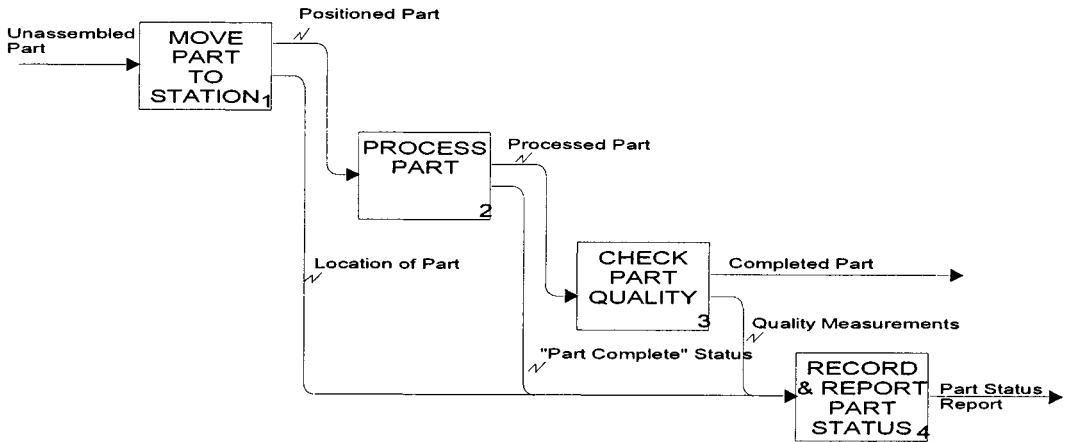 Positioned Part
Unassembled
Part
MOVE
PART
TO
STATION 1
PROCESS
PART
2
Processed Part
Location of Part
CHECK
PART
QUALITY
3
Completed Part
Quality Measurements
"Part Complete" Status
RECORD
& REPORT
PART
STATUS 4
Part Status
Report